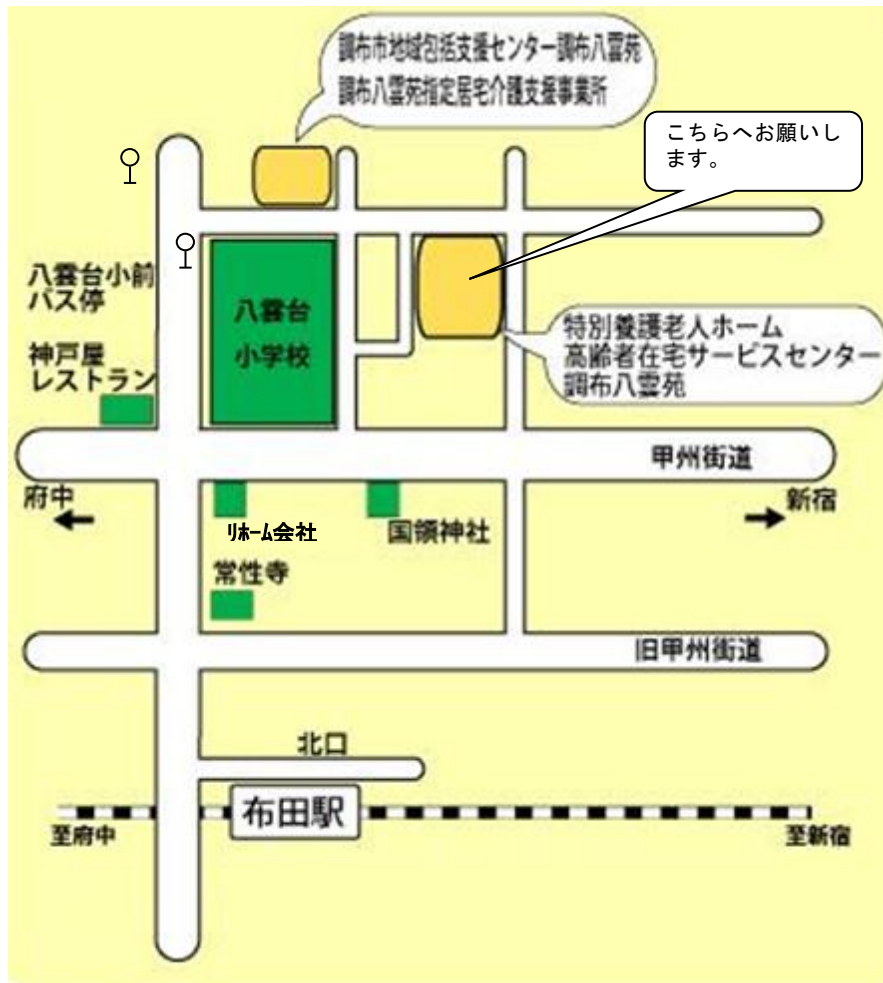 調布市地域包括支援センター調布八雲苑
調布八雲苑指定居宅介護支援事業所
こちらへお願いし
ます。
八雲台小前
バス停
八雲台
小学校
神戸屋
レストラン
特別養護老人ホーム
高齢者在宅サービスセンター
調布八雲苑
甲州街道
府中
新宿
ﾘﾎｰﾑ会社
国領神社
常性寺
旧甲州街道
北口
布田駅
至府中
至新宿